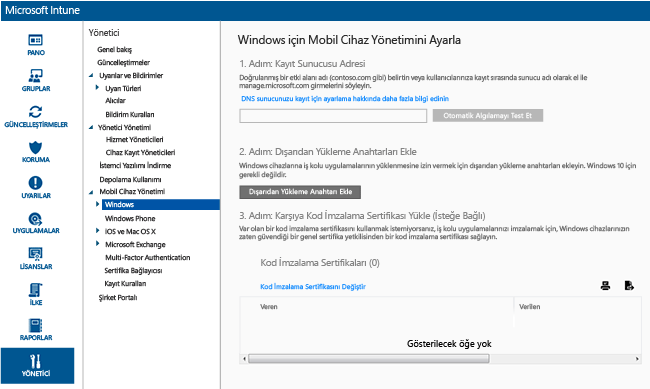 Microsoft Intune
PANO
GRUPLAR
GÜNCELLEŞTİRMELER
KORUMA
UYARILAR
UYGULAMALAR
LİSANSLAR
İLKE
RAPORLAR
YÖNETİCİ
Yönetici
Genel bakış
Güncelleştirmeler
Uyarılar ve Bildirimler
Uyarı Türleri
Alıcılar
Bildirim Kuralları
Yönetici Yönetimi
Hizmet Yöneticileri
Cihaz Kayıt Yöneticileri
İstemci Yazılımı İndirme
Depolama Kullanımı
Mobil Cihaz Yönetimi
Windows
Windows Phone
iOS ve Mac OS X
Microsoft Exchange
Multi-Factor Authentication
Sertifika Bağlayıcısı
Kayıt Kuralları
Şirket Portalı
Windows için Mobil Cihaz Yönetimini Ayarla
1. Adım: Kayıt Sunucusu Adresi
Doğrulanmış bir etki alanı adı (contoso.com gibi) belirtin veya kullanıcılarınıza kayıt sırasında sunucu adı olarak el ile
manage.microsoft.com girmelerini söyleyin.
DNS sunucunuzu kayıt için ayarlama hakkında daha fazla bilgi edinin
Otomatik Algılamayı Test Et
2. Adım: Dışarıdan Yükleme Anahtarları Ekle
Windows cihazlarına iş kolu uygulamalarının yüklenmesine izin vermek için dışarıdan yükleme anahtarları ekleyin. Windows 10 için
gerekli değildir.
Dışarıdan Yükleme Anahtarı Ekle
3. Adım: Karşıya Kod İmzalama Sertifikası Yükle (İsteğe Bağlı)
Var olan bir kod imzalama sertifikasını kullanmak istemiyorsanız, iş kolu uygulamalarınızı imzalamak için, Windows cihazlarınızın
zaten güvendiği bir genel sertifika yetkilisinden bir kod imzalama sertifikası sağlayın.
Kod İmzalama Sertifikaları (0)
Kod İmzalama Sertifikasını Değiştir
Veren
Verilen
Gösterilecek öğe yok